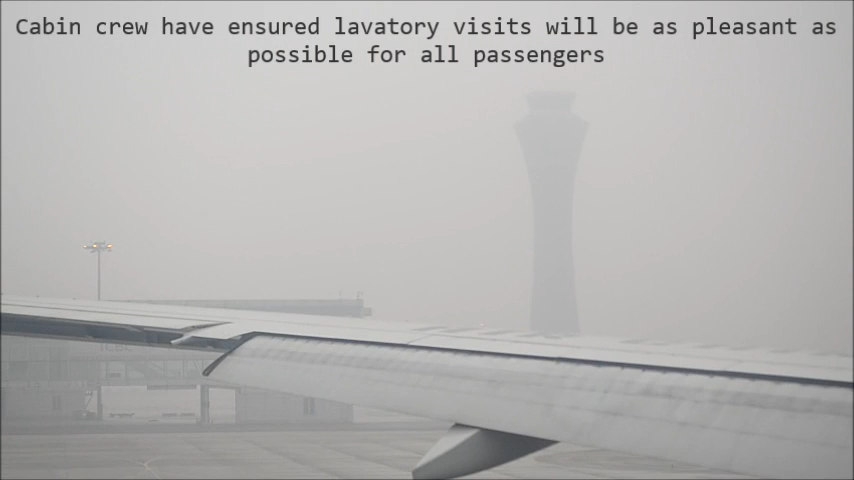 Cabin crew have ensured lavatory visits will be as pleasant as
possible for all passengers